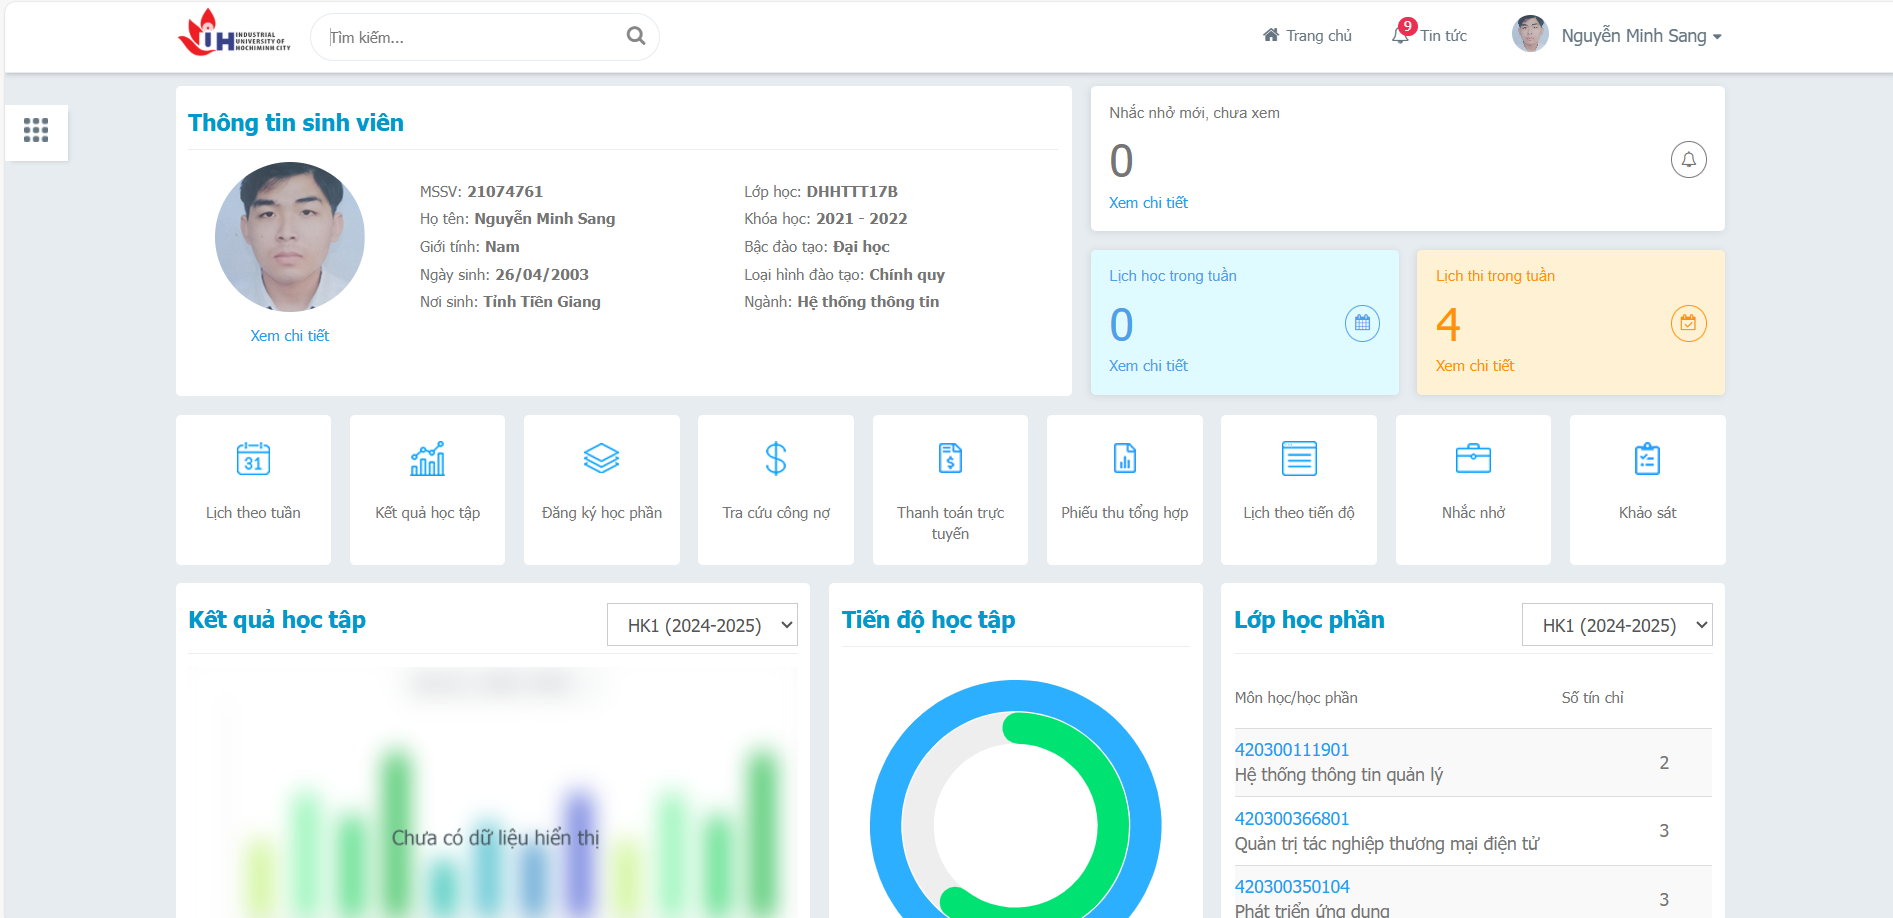 INDUSTRIAL
UNIVERSITY OF
HOCHIMINH CITY
Tìm kiếm...
Trang chủ
9
Tin tức
Nguyễn Minh Sang
Thông tin sinh viên
MSSV: 21074761
Họ tên: Nguyễn Minh Sang
Giới tính: Nam
Ngày sinh: 26/04/2003
Nơi sinh: Tỉnh Tiền Giang
Xem chi tiết
Lớp học: DHHTTT17B
Khóa học: 2021 - 2022
Bậc đào tạo: Đại học
Loại hình đào tạo: Chính quy
Ngành: Hệ thống thông tin
Nhắc nhở mới, chưa xem
0
Xem chi tiết
Lịch học trong tuần
0
Xem chi tiết
Lịch thi trong tuần
4
Xem chi tiết
31
Lịch theo tuần
Kết quả học tập
Đăng ký học phần
Tra cứu công nợ
Thanh toán trực
tuyến
Phiếu thu tổng hợp
Lịch theo tiến độ
Nhắc nhở
Khảo sát
Kết quả học tập
HK1 (2024-2025)
Chưa có dữ liệu hiển thị
Tiến độ học tập
Lớp học phần
HK1 (2024-2025)
Môn học/học phần Số tín chỉ
420300111901
Hệ thống thông tin quản lý
2
420300366801
Quản trị tác nghiệp thương mại điện tử
3
420300350104
Phát triển ứng dụng
3